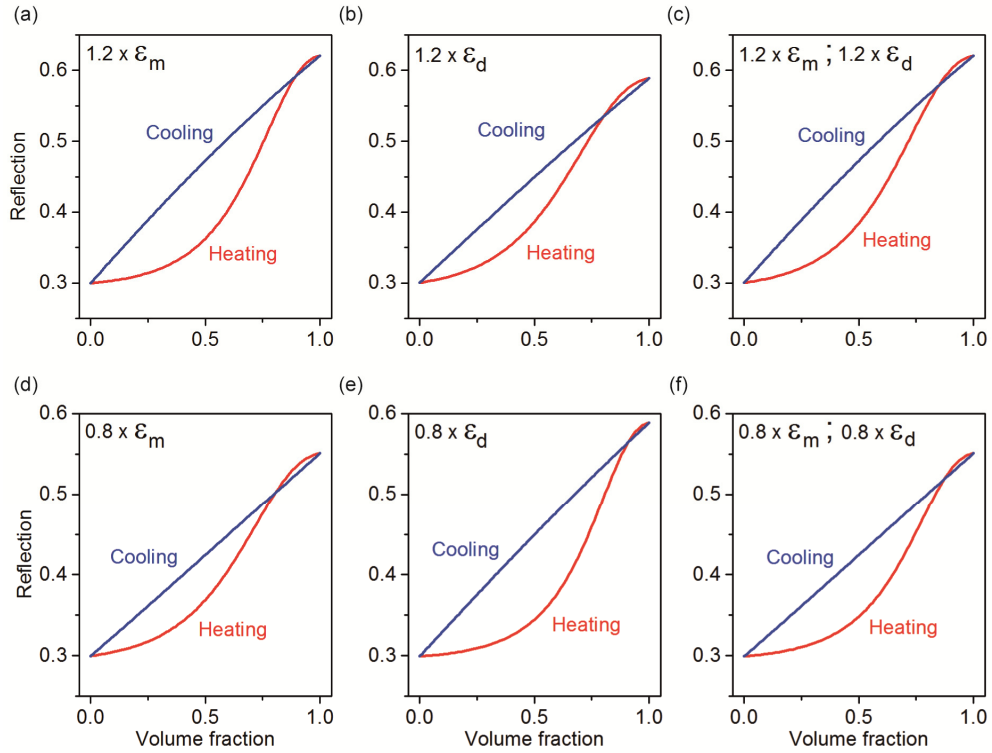 (a)
1.2 x εm
0.6
0.5
0.4
0.3
Reflection
Cooling
Heating
0.0
0.5
1.0
(b)
1.2 x εd
0.6
0.5
0.4
0.3
Cooling
Heating
0.0
0.5
1.0
(c)
1.2 x εm ; 1.2 x εd
0.6
0.5
0.4
0.3
Cooling
Heating
0.0
0.5
1.0
(d)
0.8 x εm
0.6
0.5
0.4
0.3
Reflection
Cooling
Heating
0.0
0.5
1.0
Volume fraction
(e)
0.8 x εd
0.6
0.5
0.4
0.3
Cooling
Heating
0.0
0.5
1.0
Volume fraction
(f)
0.8 x εm ; 0.8 x εd
0.6
0.5
0.4
0.3
Cooling
Heating
0.0
0.5
1.0
Volume fraction